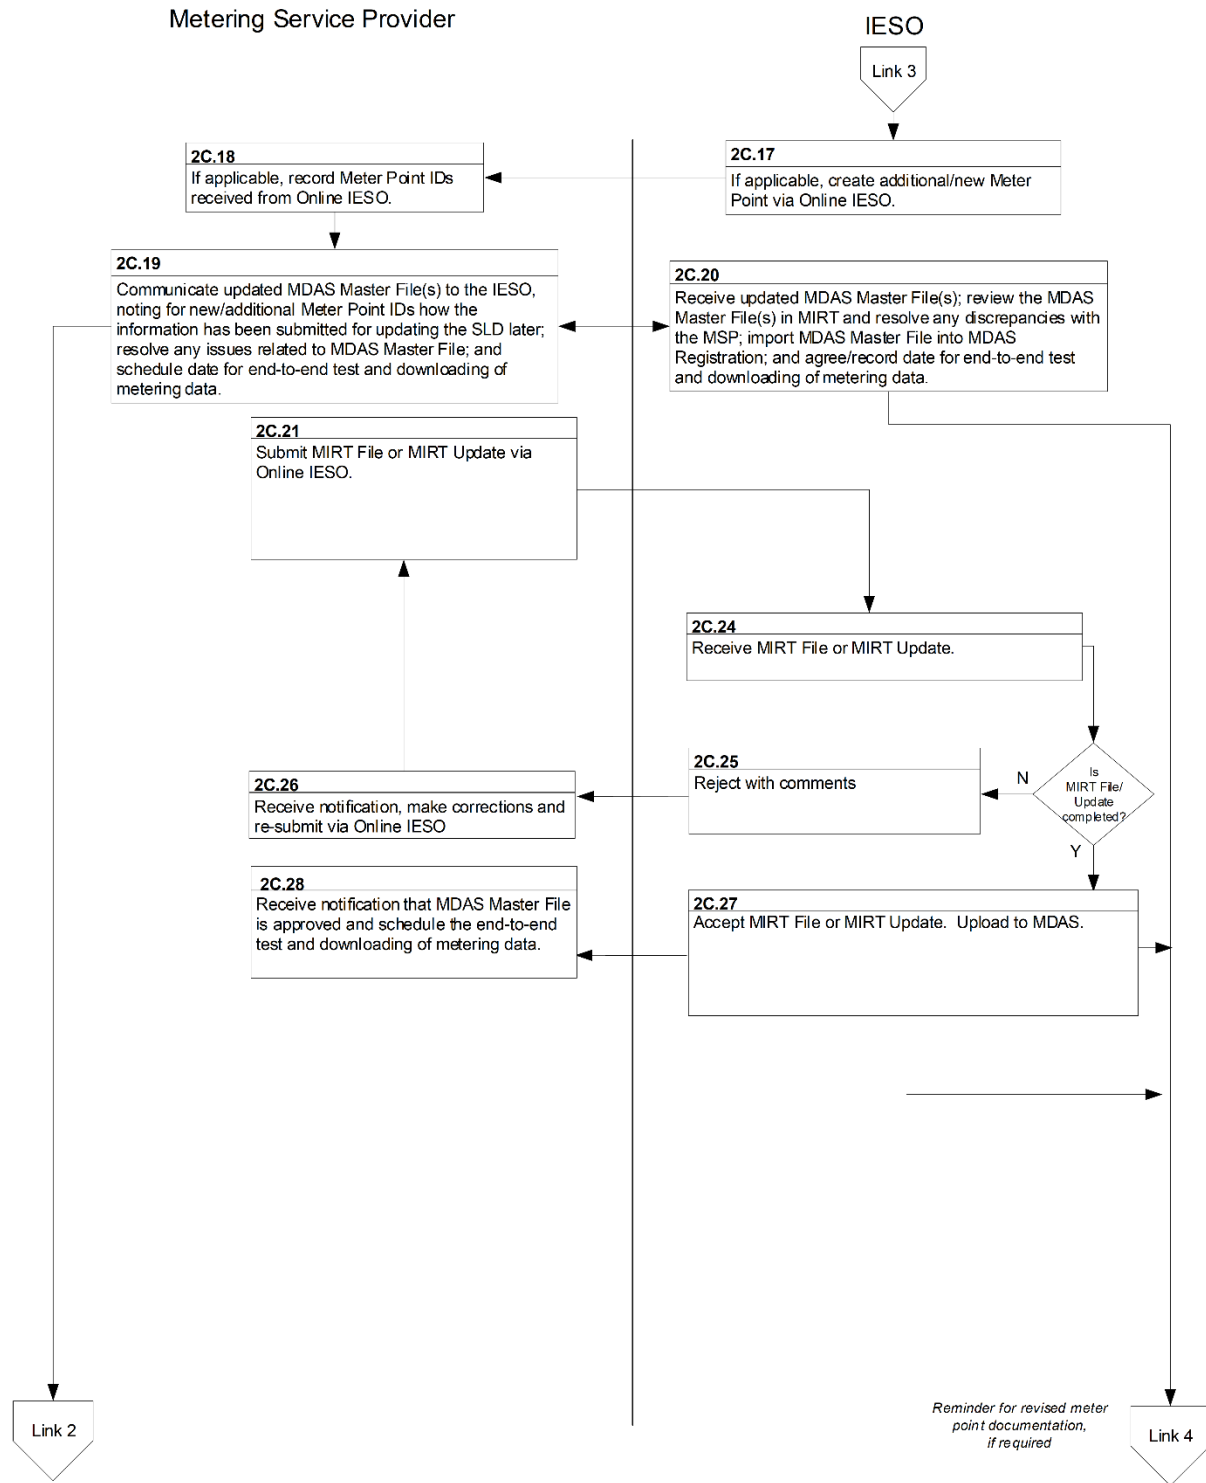 Metering Service Provider
IESO
Link 3
2C.18
If applicable, record Meter Point IDs
received from Online IESO.
2C.17
If applicable, create additional/new Meter
Point via Online IESO.
2C.19
Communicate updated MDAS Master File(s) to the IESO,
noting for new/additional Meter Point IDs how the
information has been submitted for updating the SLD later;
resolve any issues related to MDAS Master File; and
schedule date for end-to-end test and downloading of
metering data.
2C.20
Receive updated MDAS Master File(s); review the MDAS
Master File(s) in MIRT and resolve any discrepancies with
the MSP; import MDAS Master File into MDAS
Registration; and agree/record date for end-to-end test
and downloading of metering data.
2C.21
Submit MIRT File or MIRT Update via
Online IESO.
2C.24
Receive MIRT File or MIRT Update.
Is
MIRT File/
Update
completed?
N
Y
2C.25
Reject with comments
2C.26
Receive notification, make corrections and
re-submit via Online IESO
2C.28
Receive notification that MDAS Master File
is approved and schedule the end-to-end
test and downloading of metering data.
2C.27
Accept MIRT File or MIRT Update.  Upload to MDAS.
Link 2
Reminder for revised meter
point documentation,
if required
Link 4